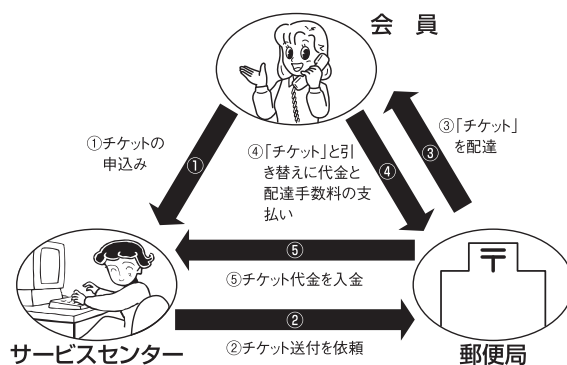 会　員
①チケットの
申込み
①
④「チケット」と引
き替えに代金と
配達手数料の支
払い
④
③
③「チケット」
を配達
⑤
⑤チケット代金を入金
②
②チケット送付を依頼
〒
サービスセンター
郵便局